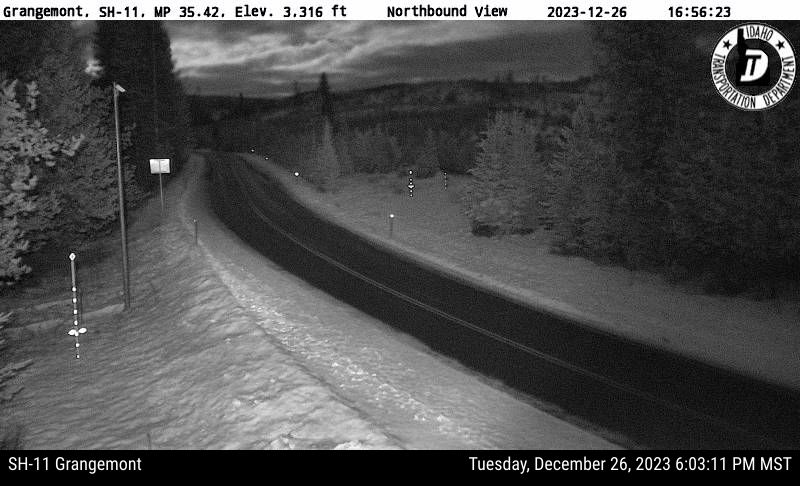 Grangemont, SH-11, MP 35.42, Elev. 3,316 ft Northbound View 2023-12-26 16:56:23
IDAHO
TRANSPORTATION DEPARTMENT
SH-11 Grangemont Tuesday, December 26, 2023 6:03:11 PM MST